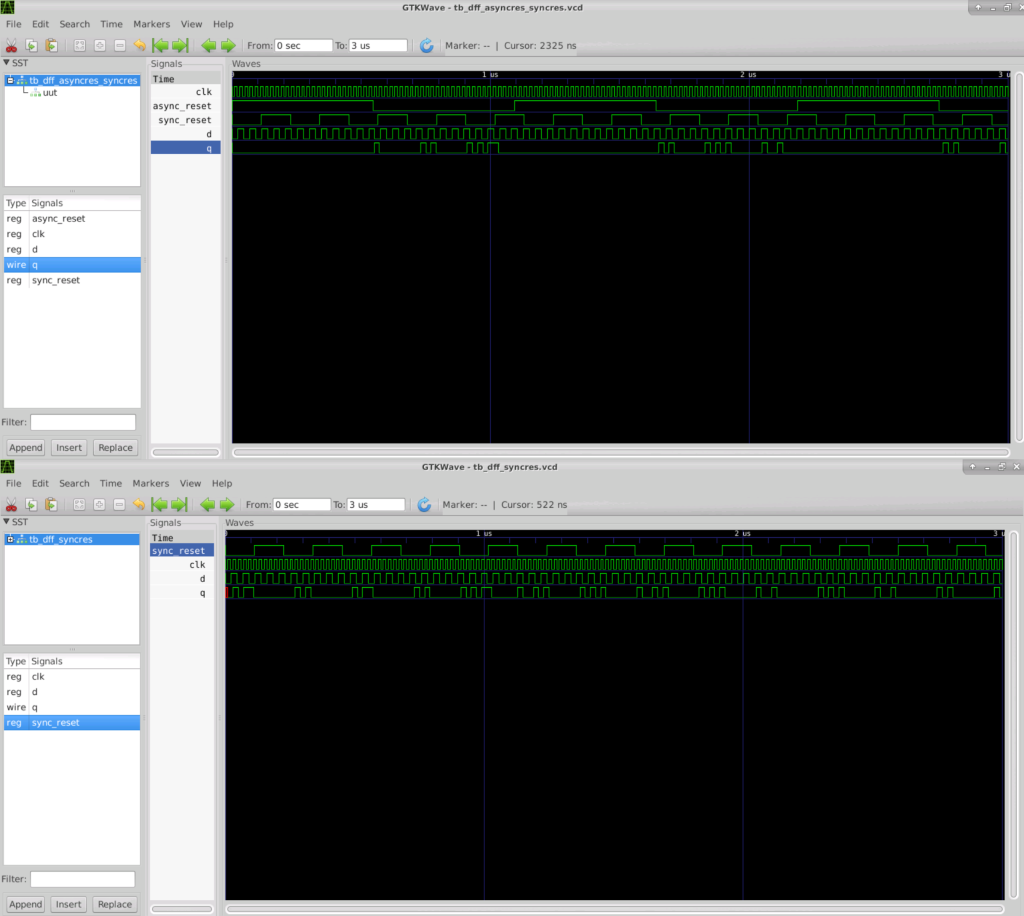 GTKWave - tb_dff_asyncres_syncres.vcd
File Edit Search Time Markers View Help
From: 0 sec To: 3 us Marker: -- | Cursor: 2325 ns
SST
tb_dff_asyncres_syncres
uut
Type Signals
reg async_reset
reg clk
reg d
wire q
reg sync_reset
Filter:
Append Insert Replace
Signals
Time
clk
async_reset
sync_reset
d
q
Waves
0 1 us 2 us 3 u
GTKWave - tb_dff_syncres.vcd
File Edit Search Time Markers View Help
From: 0 sec To: 3 us Marker: -- | Cursor: 522 ns
SST
tb_dff_syncres
Type Signals
reg clk
reg d
wire q
reg sync_reset
Filter:
Append Insert Replace
Signals
Time
sync_reset
clk
d
q
Waves
0 1 us 2 us 3 u